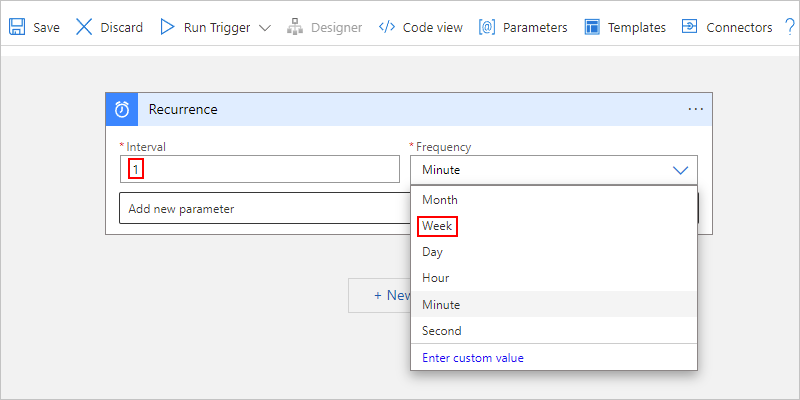 Save Discard Run Trigger Designer </> Code view [@] Parameters Templates Connectors ?
Recurrence ...
* Interval * Frequency
1 Minute
Add new parameter
Month
Week
Day
Hour
Minute
Second
Enter custom value
+ New